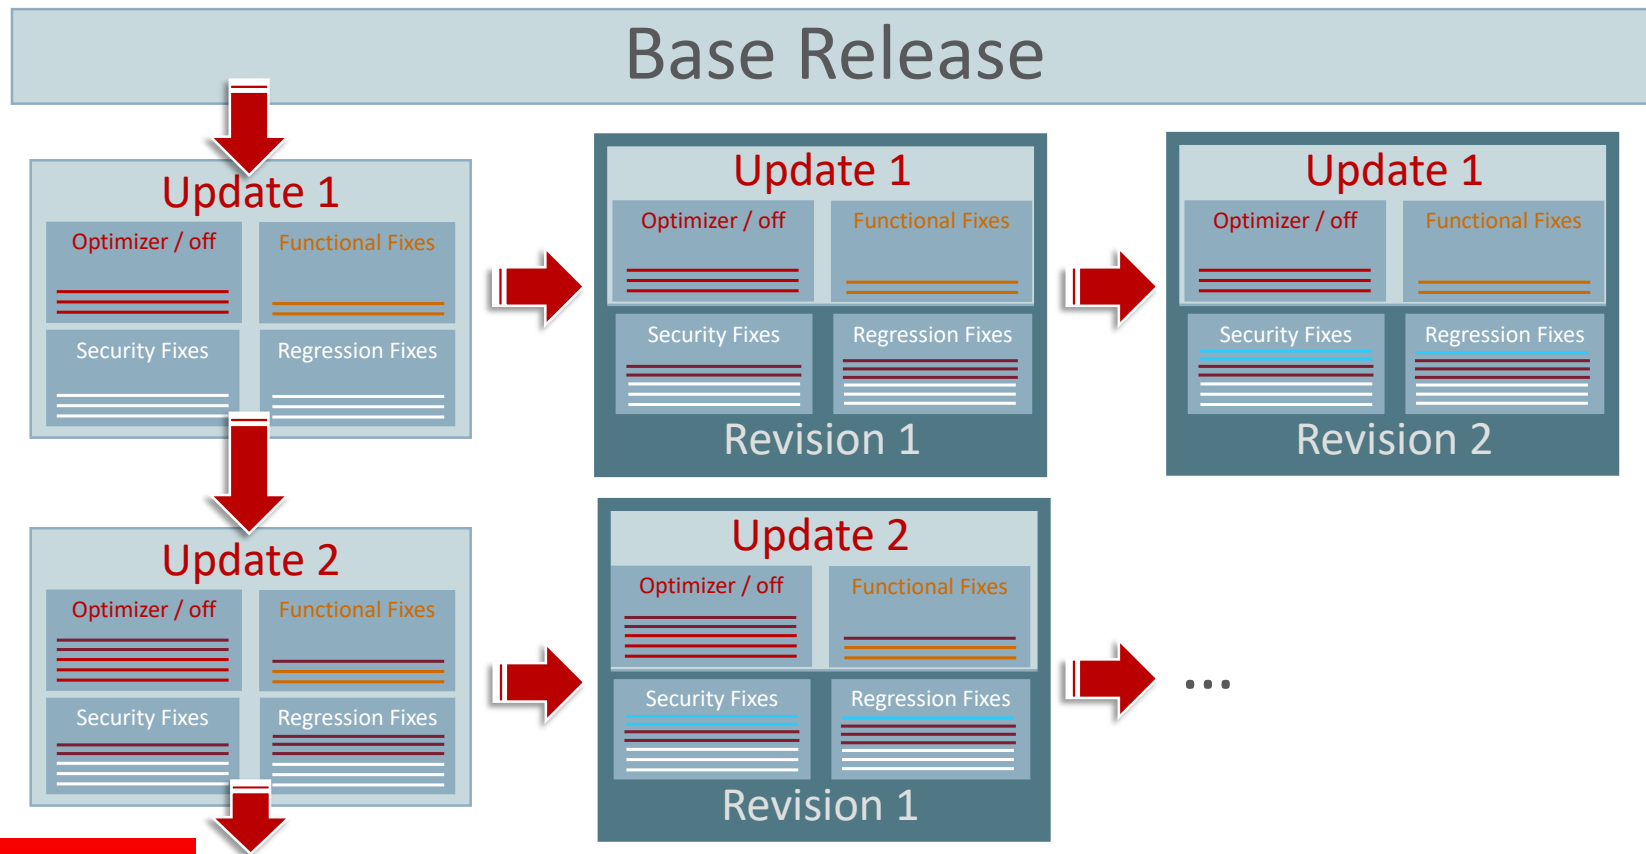 Base Release
Update 1
Optimizer / off
Functional Fixes
Security Fixes
Regression Fixes
Update 1
Optimizer / off
Functional Fixes
Security Fixes
Regression Fixes
Revision 1
Update 1
Optimizer / off
Functional Fixes
Security Fixes
Regression Fixes
Revision 2
Update 2
Optimizer / off
Functional Fixes
Security Fixes
Regression Fixes
Update 2
Optimizer / off
Functional Fixes
Security Fixes
Regression Fixes
Revision 1
...